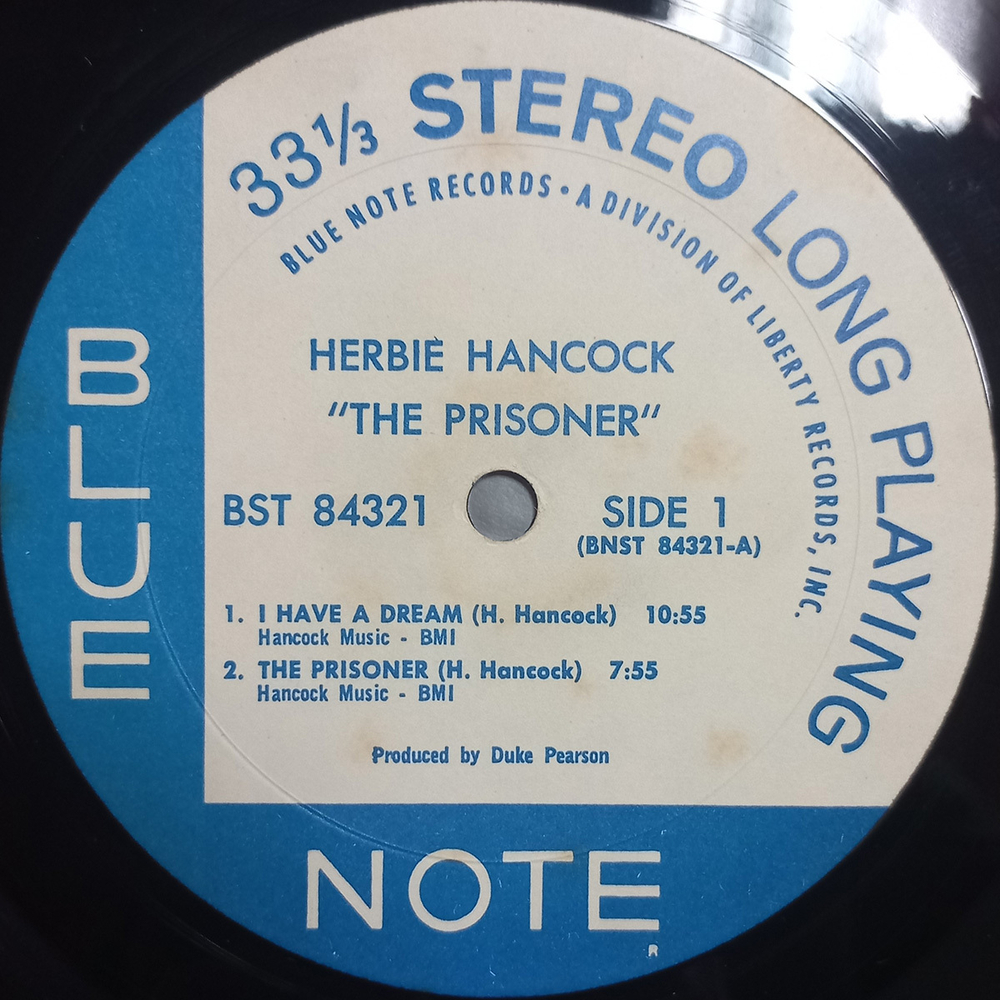 33⅓ STEREO LONG PLAYING
BLUE NOTE RECORDS • A DIVISION OF LIBERTY RECORDS, INC.
HERBIE HANCOCK
"THE PRISONER"
BST 84321
SIDE 1
(BNST 84321-A)
1. I HAVE A DREAM (H. Hancock) 10:55
Hancock Music - BMI
2. THE PRISONER (H. Hancock) 7:55
Hancock Music - BMI
Produced by Duke Pearson
BLUE
NOTE
R